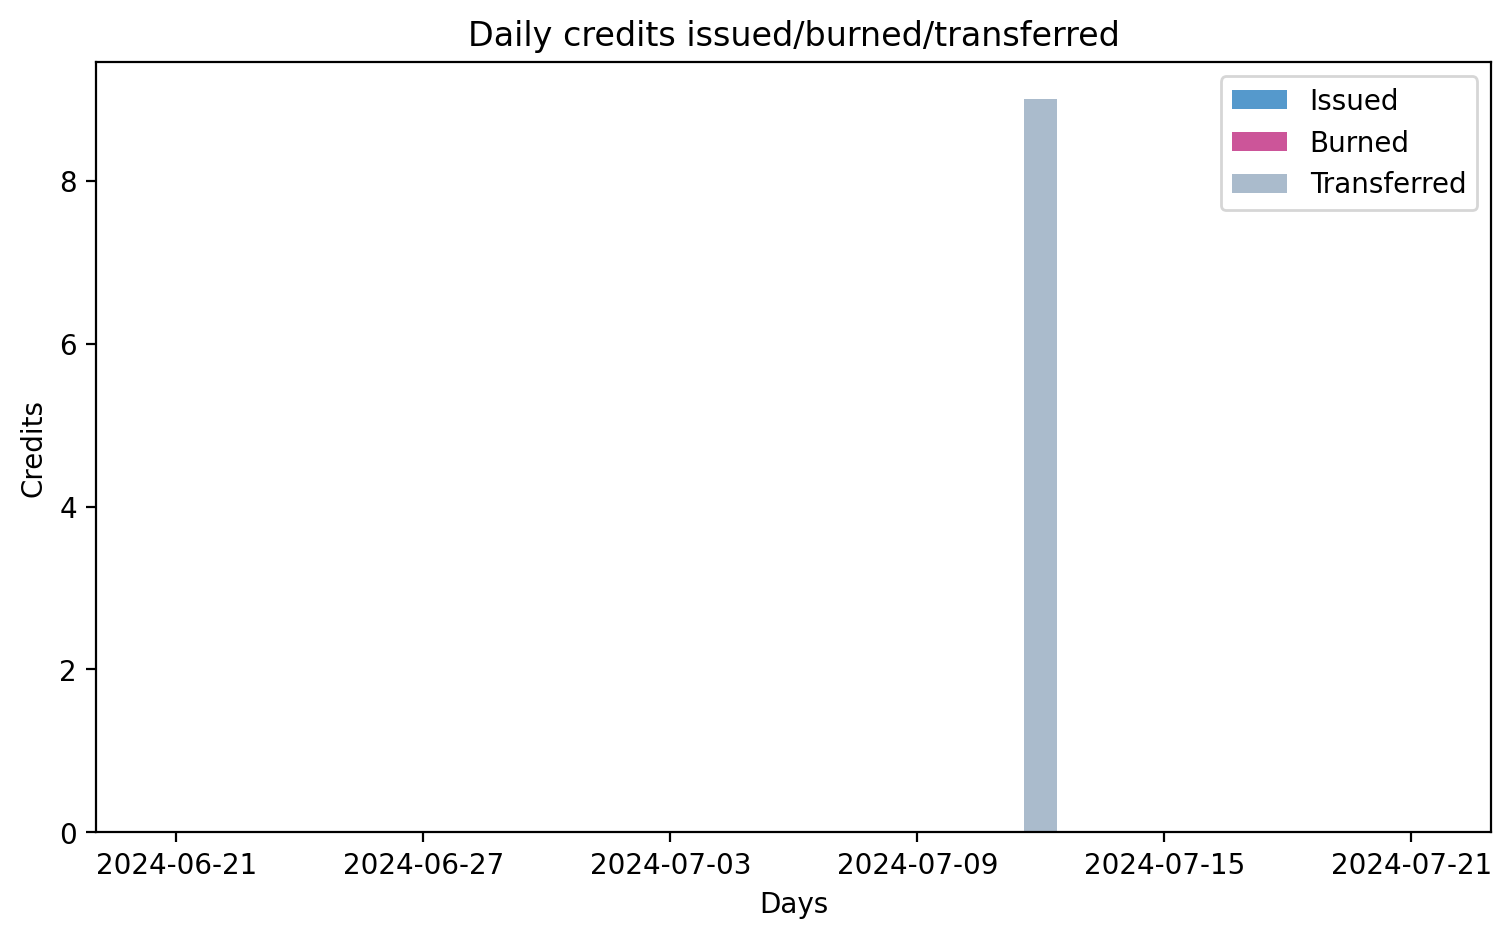 Daily credits issued/burned/transferred
Issued
Burned
Transferred
8
6
4
2
0
Credits
2024-06-21 2024-06-27 2024-07-03 2024-07-09 2024-07-15 2024-07-21
Days